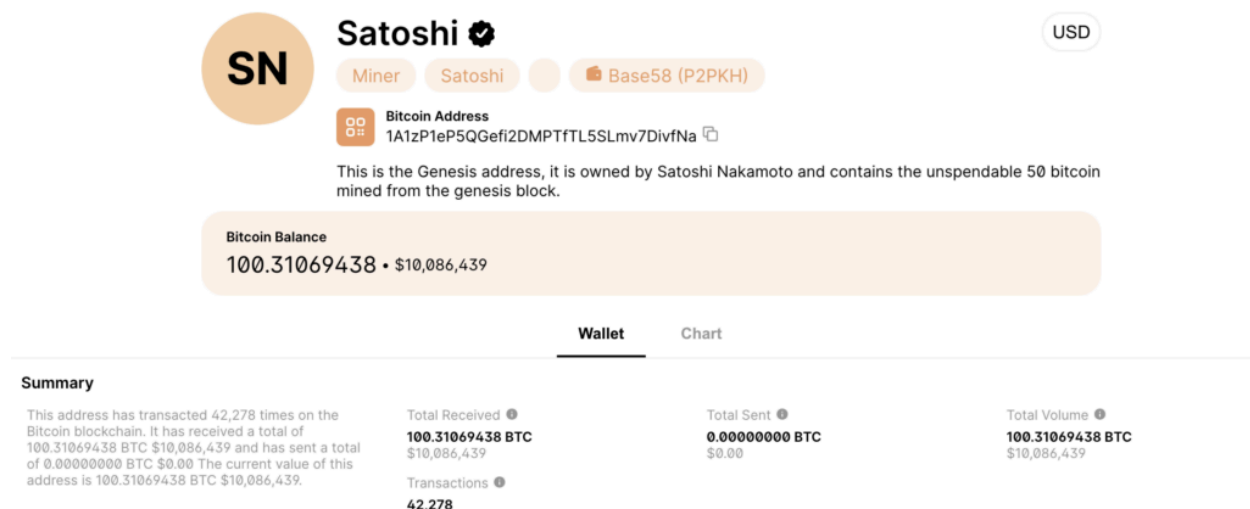 SN
Satoshi
USD
Miner
Satoshi
Base58 (P2PKH)
Bitcoin Address
1A1zP1eP5QGefi2DMPTfTL5SLmv7DivfNa
This is the Genesis address, it is owned by Satoshi Nakamoto and contains the unspendable 50 bitcoin
mined from the genesis block.
Bitcoin Balance
100.31069438 • $10,086,439
Wallet
Chart
Summary
This address has transacted 42,278 times on the
Bitcoin blockchain. It has received a total of
100.31069438 BTC $10,086,439 and has sent a total
of 0.00000000 BTC $0.00 The current value of this
address is 100.31069438 BTC $10,086,439.
Total Received
100.31069438 BTC
$10,086,439
Total Sent
0.00000000 BTC
$0.00
Total Volume
100.31069438 BTC
$10,086,439
Transactions
42,278